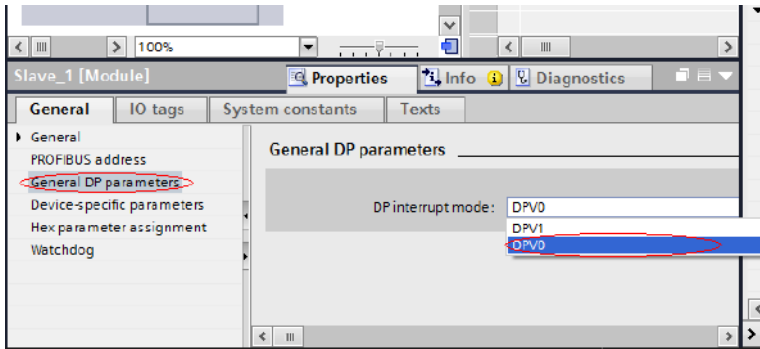 100%
Slave_1 [Module]
Properties
Info
Diagnostics
General
IO tags
System constants
Texts
General
PROFIBUS address
General DP parameters
Device-specific parameters
Hex parameter assignment
Watchdog
General DP parameters
DP interrupt mode:
DPV0
DPV1
DPV0